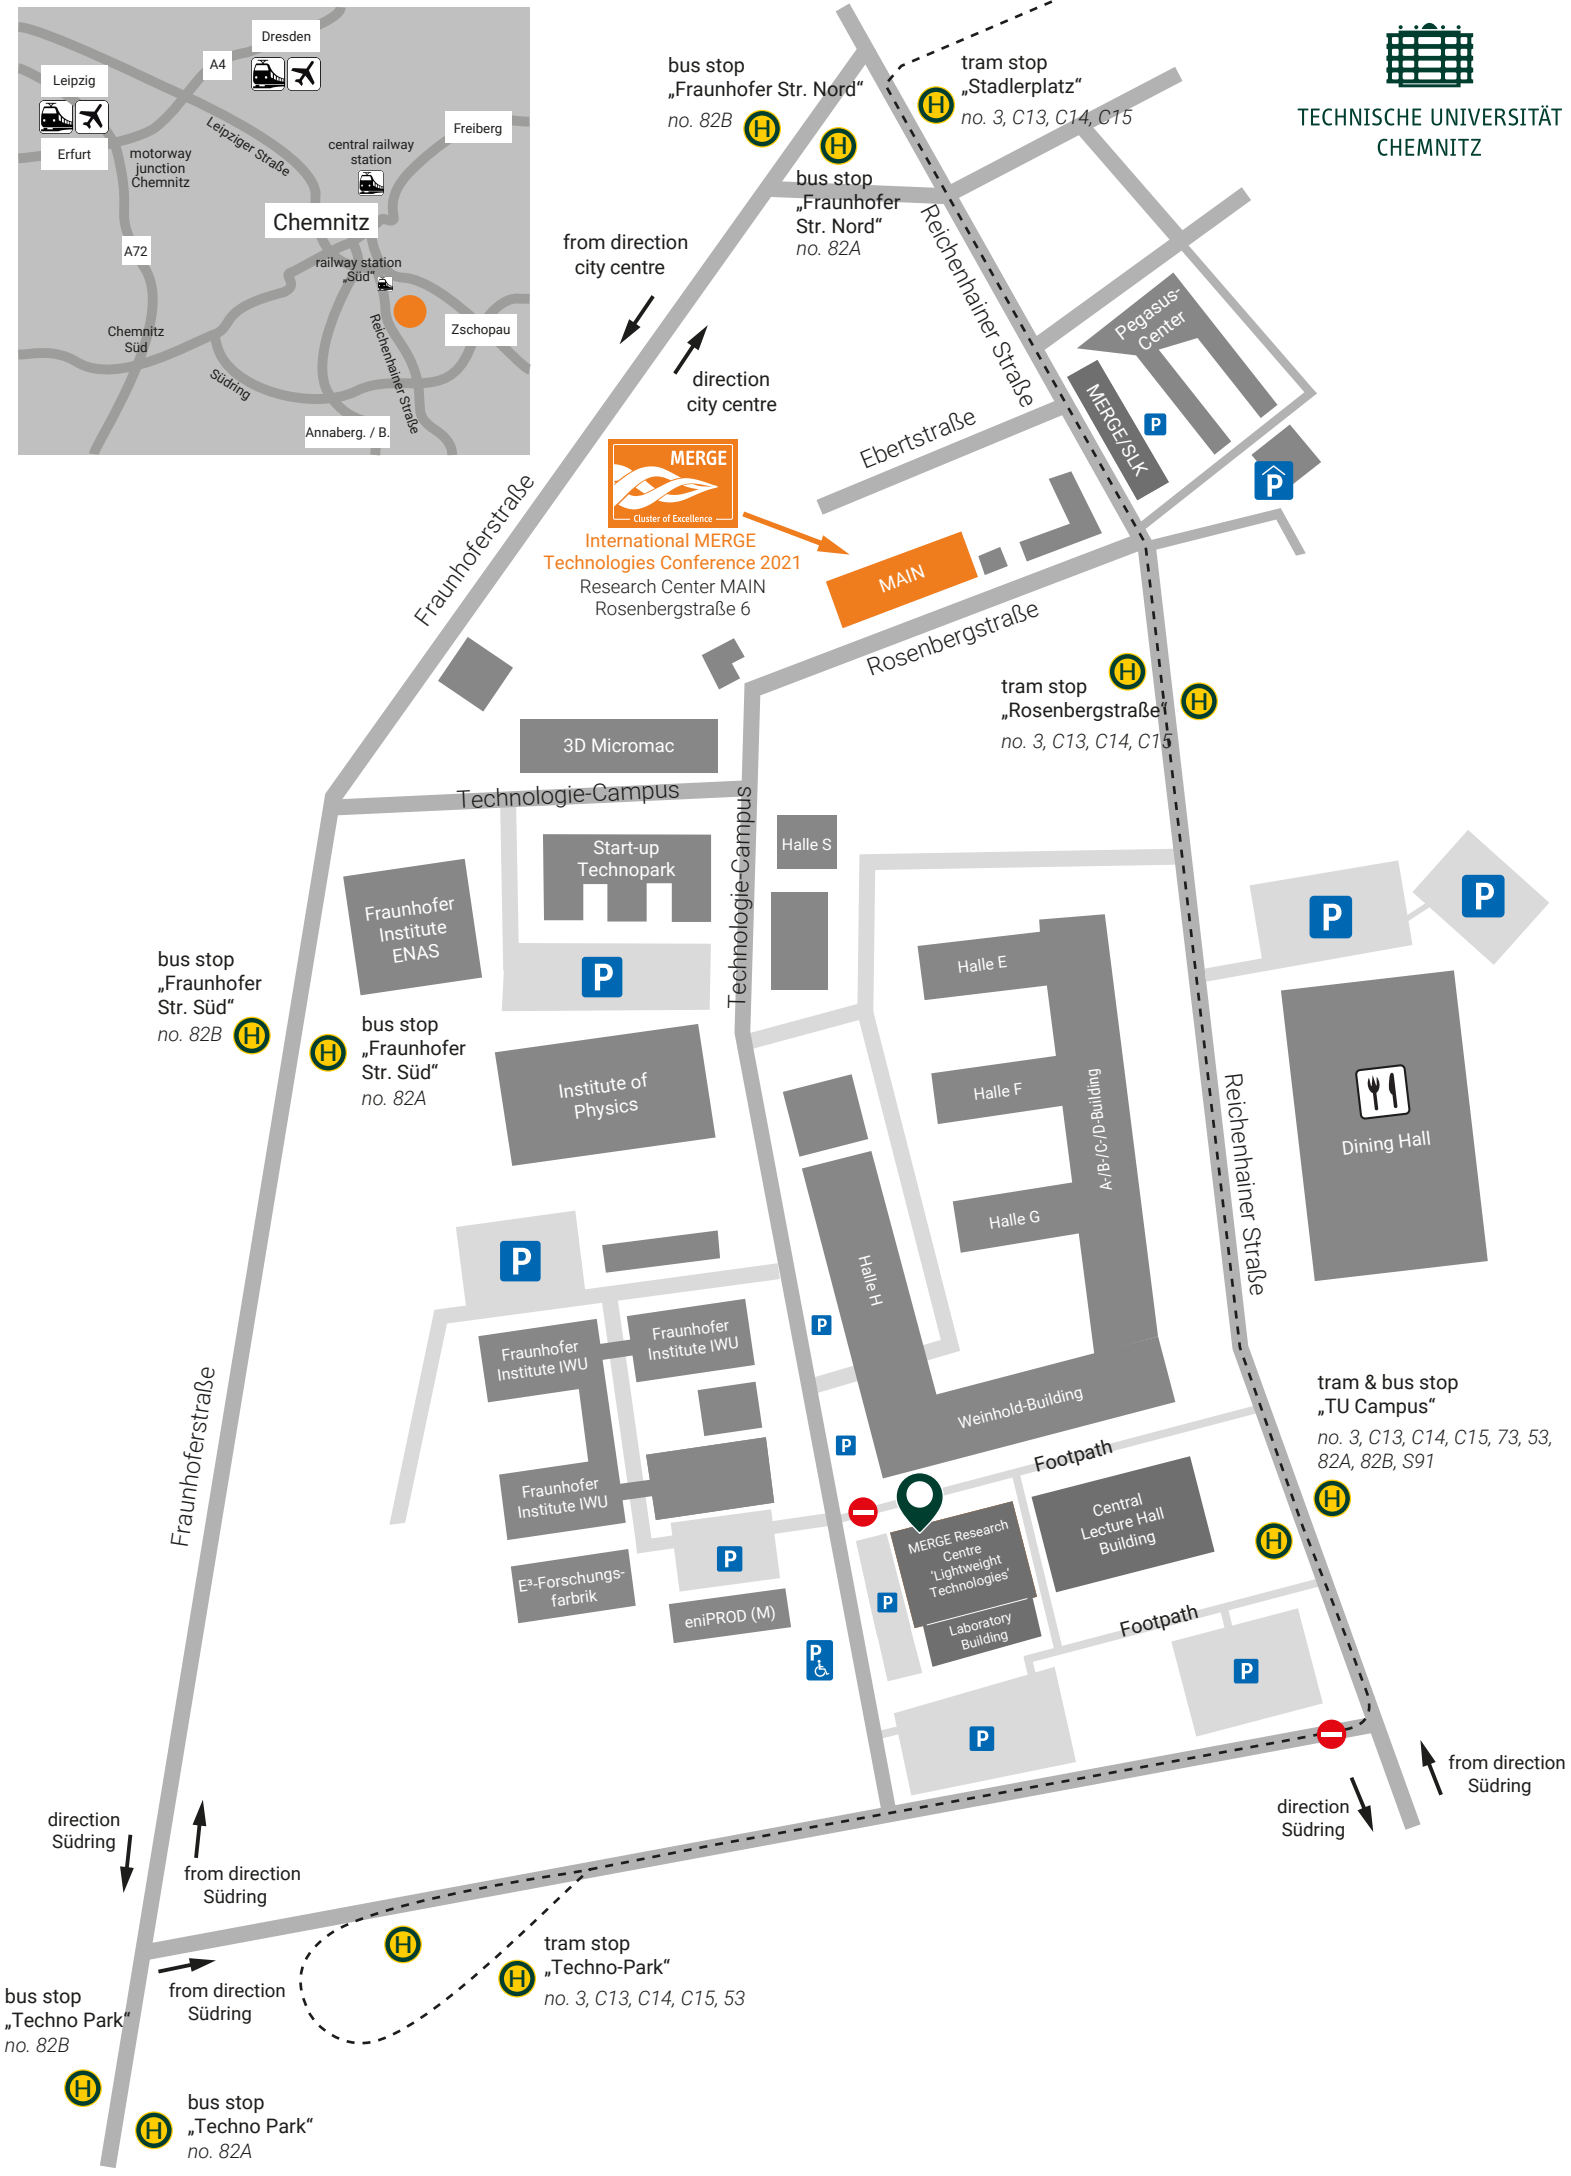 Dresden
A4
Leipzig
Erfurt
motorway
junction
Chemnitz
Leipziger Straße
central railway
station
Freiberg
Chemnitz
A72
railway station
„Süd“
Chemnitz
Süd
Zschopau
Südring
Reichenhainer Straße
Annaberg. / B.
bus stop
„Fraunhofer Str. Nord“
no. 82B
H
H
bus stop
„Fraunhofer
Str. Nord“
no. 82A
tram stop
„Stadlerplatz“
no. 3, C13, C14, C15
H
TECHNISCHE UNIVERSITÄT
CHEMNITZ
from direction
city centre
direction
city centre
Reichenhainer Straße
Pegasus-
Center
MERGE/SLK
P
P
Ebertstraße
MERGE
Cluster of Excellence
International MERGE
Technologies Conference 2021
Research Center MAIN
Rosenbergstraße 6
MAIN
Fraunhoferstraße
Rosenbergstraße
tram stop
„Rosenbergstraße“
no. 3, C13, C14, C15
H
H
3D Micromac
Technologie-Campus
Start-up
Technopark
Technologie-Campus
Halle S
Fraunhofer
Institute
ENAS
P
P
P
Halle E
bus stop
„Fraunhofer
Str. Süd“
no. 82B
H
H
bus stop
„Fraunhofer
Str. Süd“
no. 82A
Institute of
Physics
Halle F
A-/B-/C-/D-Building
Reichenhainer Straße
Dining Hall
Halle G
Halle H
P
P
Fraunhofer
Institute IWU
Fraunhofer
Institute IWU
Fraunhoferstraße
Weinhold-Building
tram & bus stop
„TU Campus“
no. 3, C13, C14, C15, 73, 53,
82A, 82B, S91
H
H
P
Footpath
Fraunhofer
Institute IWU
Central
Lecture Hall
Building
MERGE Research
Centre
'Lightweight
Technologies'
Laboratory
Building
P
P
E³-Forschungs-
farbrik
eniPROD (M)
P
Footpath
P
P
from direction
Südring
direction
Südring
direction
Südring
from direction
Südring
H
tram stop
„Techno-Park“
no. 3, C13, C14, C15, 53
H
from direction
Südring
bus stop
„Techno Park“
no. 82B
H
H
bus stop
„Techno Park“
no. 82A